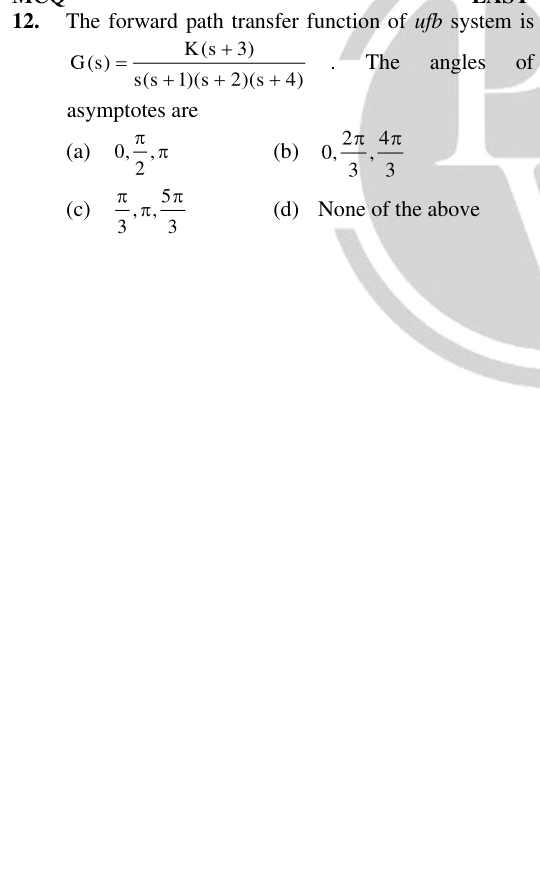 12. The forward path transfer function of ufb system is
G(s) = K(s + 3) / s(s + 1)(s + 2)(s + 4) . The angles of
asymptotes are
(a) 0, π/2, π (b) 0, 2π/3, 4π/3
(c) π/3, π, 5π/3 (d) None of the above